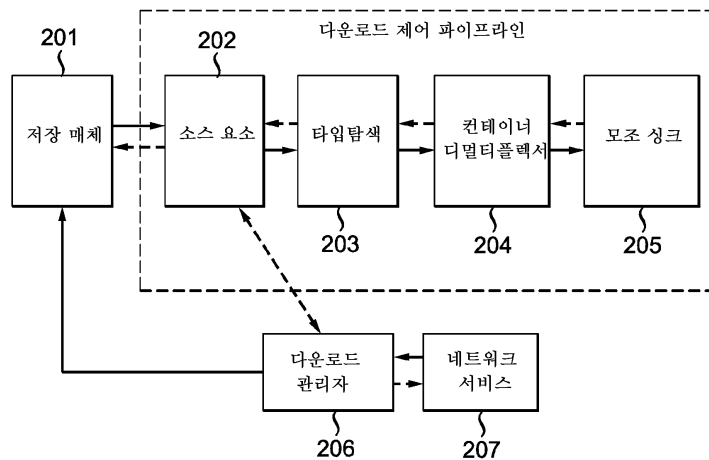 다운로드 제어 파이프라인
201
202
저장 매체
소스 요소
타입탐색
컨테이너
디멀티플렉서
모조 싱크
203
204
205
다운로드
관리자
네트워크
서비스
206
207